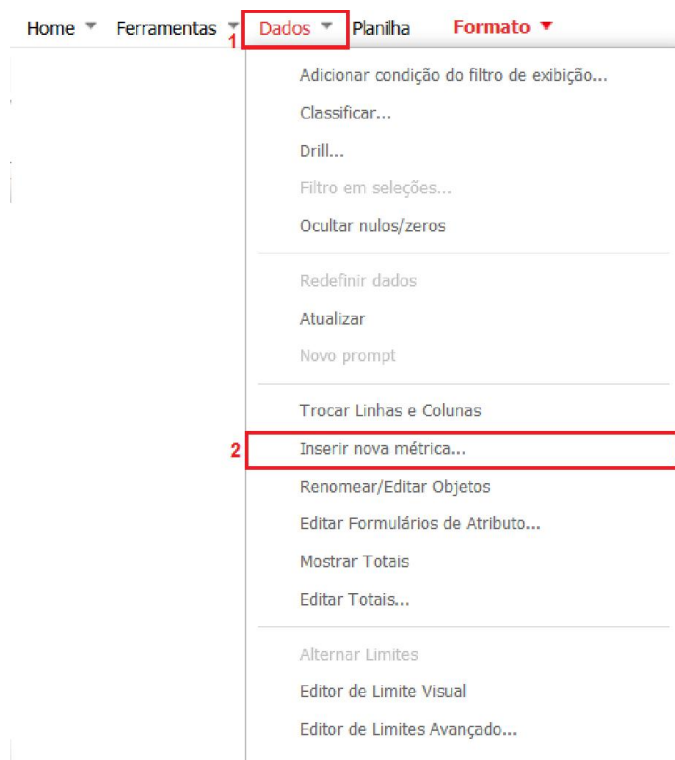 Home Ferramentas 1 Dados Planilha Formato
Adicionar condição do filtro de exibição...
Classificar...
Drill...
Filtro em seleções...
Ocultar nulos/zeros
Redefinir dados
Atualizar
Novo prompt
Trocar Linhas e Colunas
2 Inserir nova métrica...
Renomear/Editar Objetos
Editar Formulários de Atributo...
Mostrar Totais
Editar Totais...
Alternar Limites
Editor de Limite Visual
Editor de Limites Avançado...